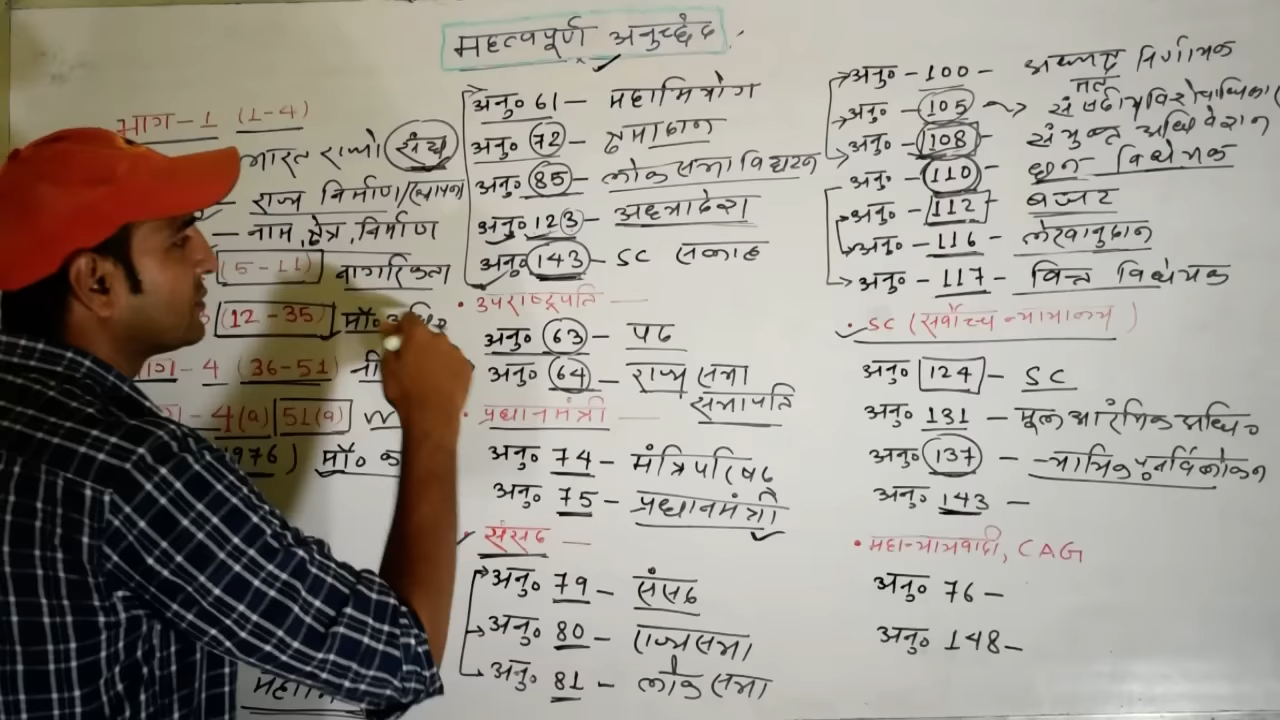 महत्वपूर्ण अनुच्छेद
भाग-1 (1-4)
भारत राज्यो संघ
- राज्य निर्माण/स्थापना
- नाम, क्षेत्र, निर्माण
(5-11) नागरिकता
(12-35) मौ०
- 4 (36-51) नी
- 4(a) 51(a)
1976) मौ० क
अनु० 61 - महाभियोग
अनु० 72 - क्षमादान
अनु० 85 - लोकसभा विघटन
अनु० 123 - अध्यादेश
अनु० 143 - SC सलाह
• उपराष्ट्रपति -
अनु० 63 - पद
अनु० 64 - राज्य सभा सभापति
• प्रधानमंत्री -
अनु० 74 - मंत्रिपरिषद
अनु० 75 - प्रधानमंत्री
संसद -
अनु० 79 - संसद
अनु० 80 - राज्यसभा
अनु० 81 - लोकसभा
अनु० - 100 - निर्णायक मत
अनु० - 105 →
अनु० - 108 - संयुक्त अधिवेशन
अनु० - 110 - धन - विधेयक
अनु० - 112 बजट
अनु० - 116 - लेखानुदान
अनु० - 117 - वित्त विधेयक
• SC (सर्वोच्च न्यायालय)
अनु० 124 - SC
अनु० 131 - मूल आरंभिक अधि०
अनु० 137 - न्यायिक पुनर्विलोकन
अनु० 143 -
• महान्यायवादी, CAG
अनु० 76 -
अनु० 148 -